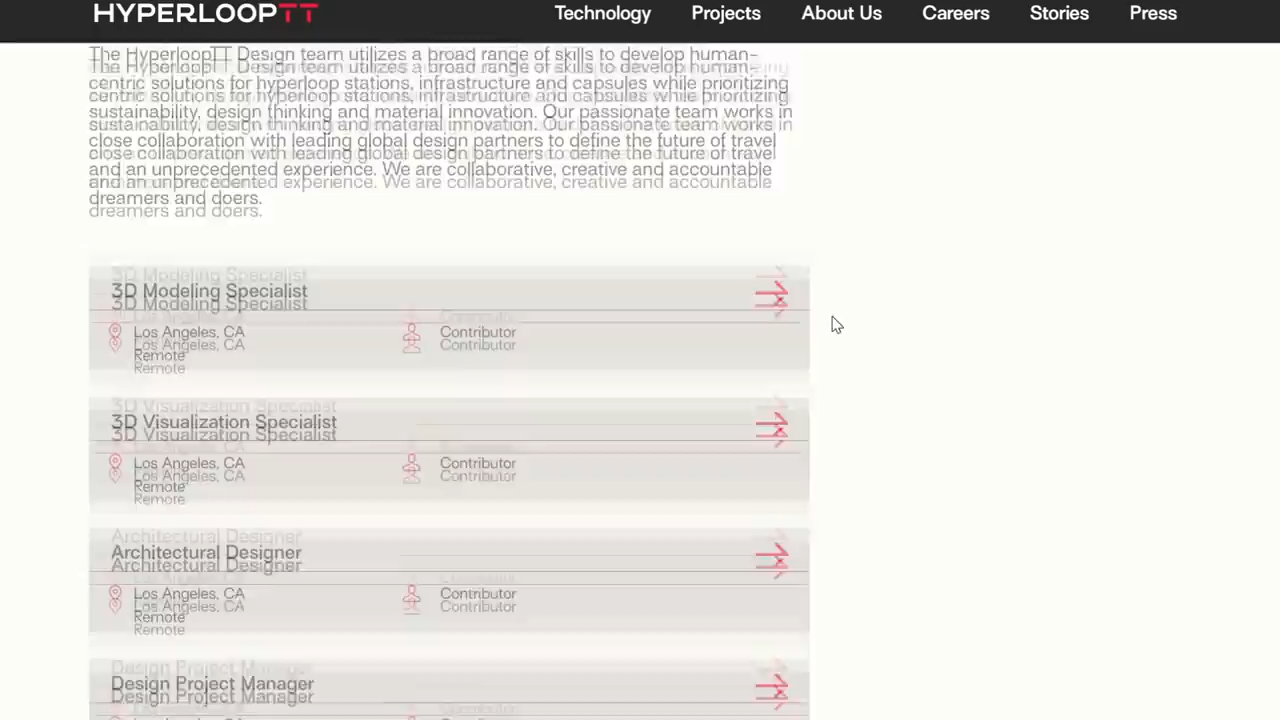 HYPERLOOPTT
Technology Projects About Us Careers Stories Press
The HyperloopTT Design team utilizes a broad range of skills to develop human-
centric solutions for hyperloop stations, infrastructure and capsules while prioritizing
sustainability, design thinking and material innovation. Our passionate team works in
close collaboration with leading global design partners to define the future of travel
and an unprecedented experience. We are collaborative, creative and accountable
dreamers and doers.
3D Modeling Specialist
Los Angeles, CA Contributor
Remote
3D Visualization Specialist
Los Angeles, CA Contributor
Remote
Architectural Designer
Los Angeles, CA Contributor
Remote
Design Project Manager